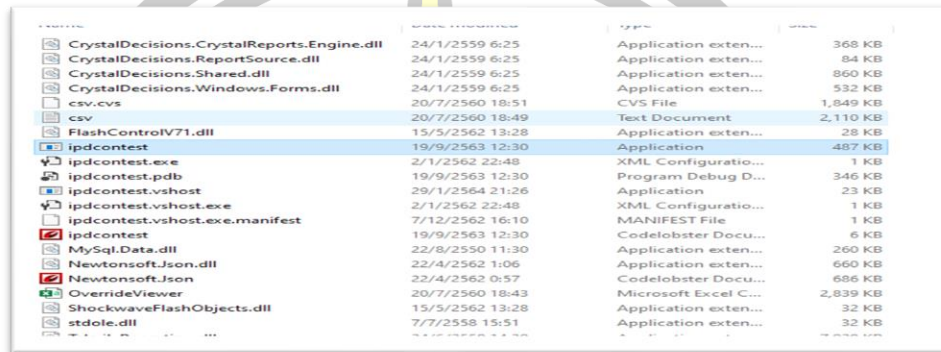 CrystalDecisions.CrystalReports.Engine.dll 24/1/2559 6:25 Application exten... 368 KB
CrystalDecisions.ReportSource.dll 24/1/2559 6:25 Application exten... 84 KB
CrystalDecisions.Shared.dll 24/1/2559 6:25 Application exten... 860 KB
CrystalDecisions.Windows.Forms.dll 24/1/2559 6:25 Application exten... 532 KB
csv.cvs 20/7/2560 18:51 CVS File 1,849 KB
csv 20/7/2560 18:49 Text Document 2,110 KB
FlashControlV71.dll 15/5/2562 13:28 Application exten... 28 KB
ipdcontest 19/9/2563 12:30 Application 487 KB
ipdcontest.exe 2/1/2562 22:48 XML Configuratio... 1 KB
ipdcontest.pdb 19/9/2563 12:30 Program Debug D... 346 KB
ipdcontest.vshost 29/1/2564 21:26 Application 23 KB
ipdcontest.vshost.exe 2/1/2562 22:48 XML Configuratio... 1 KB
ipdcontest.vshost.exe.manifest 7/12/2562 16:10 MANIFEST File 1 KB
ipdcontest 19/9/2563 12:30 Codelobster Docu... 6 KB
MySql.Data.dll 22/8/2550 11:30 Application exten... 260 KB
Newtonsoft.Json.dll 22/4/2562 1:06 Application exten... 660 KB
Newtonsoft.Json 22/4/2562 0:57 Codelobster Docu... 686 KB
OverrideViewer 20/7/2560 18:43 Microsoft Excel C... 2,839 KB
ShockwaveFlashObjects.dll 15/5/2562 13:28 Application exten... 32 KB
stdole.dll 7/7/2558 15:51 Application exten... 32 KB